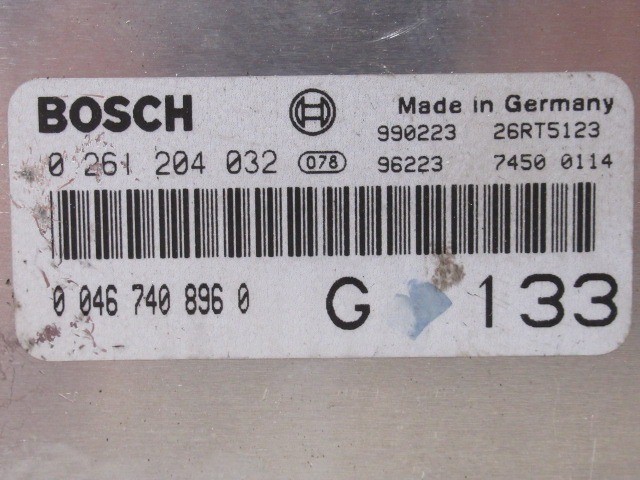 BOSCH
Made in Germany
990223 26RT5123
0 261 204 032 078 96223 7450 0114
0 046 740 896 0 G 133